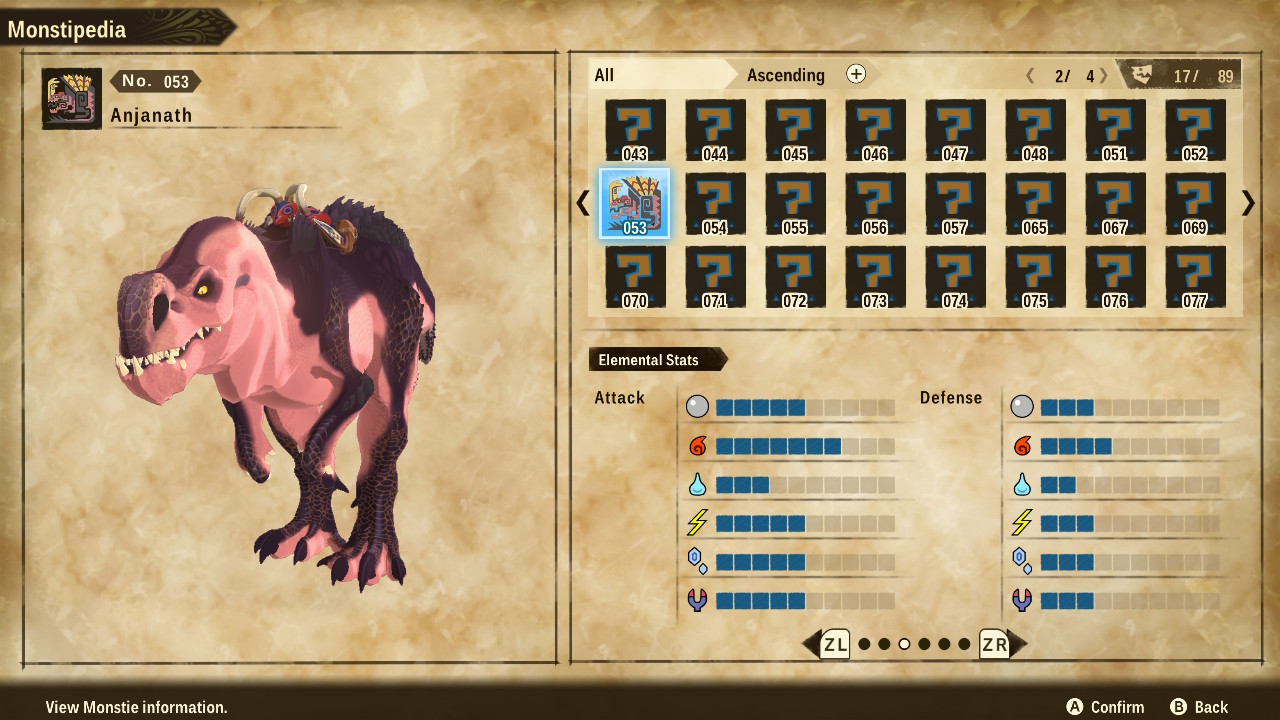 Monstipedia
No. 053
Anjanath
All
Ascending
2/ 4
17/ 89
043 044 045 046 047 048 051 052
053 054 055 056 057 065 067 069
070 071 072 073 074 075 076 077
Elemental Stats
Attack
Defense
ZL
ZR
View Monstie information.
A Confirm
B Back